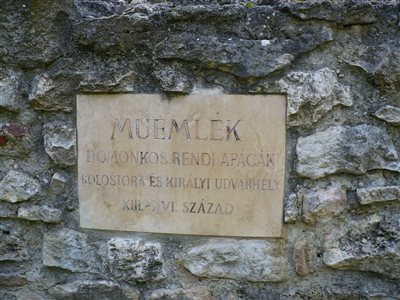 MŰEMLÉK
DOMONKOS RENDI APÁCÁK
KOLOSTORA ÉS KIRÁLYI UDVARHELY
XIII-XVI. SZÁZAD